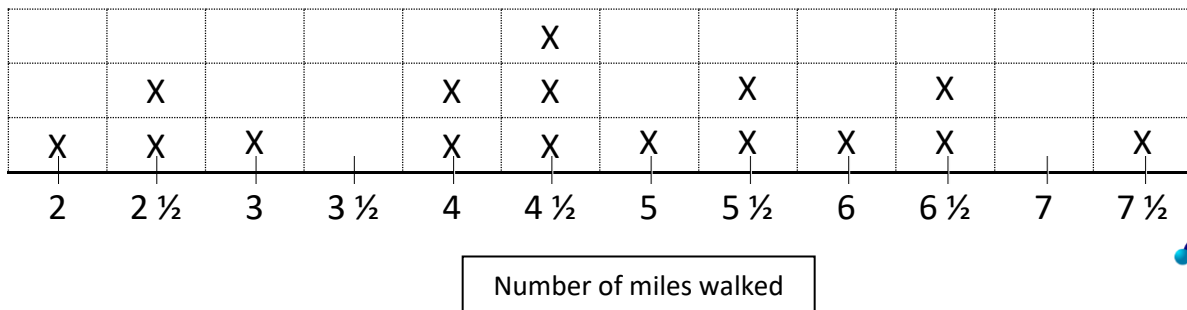 X
X X X X X
X X X X X X X X X X
2 2 ½ 3 3 ½ 4 4 ½ 5 5 ½ 6 6 ½ 7 7 ½
Number of miles walked